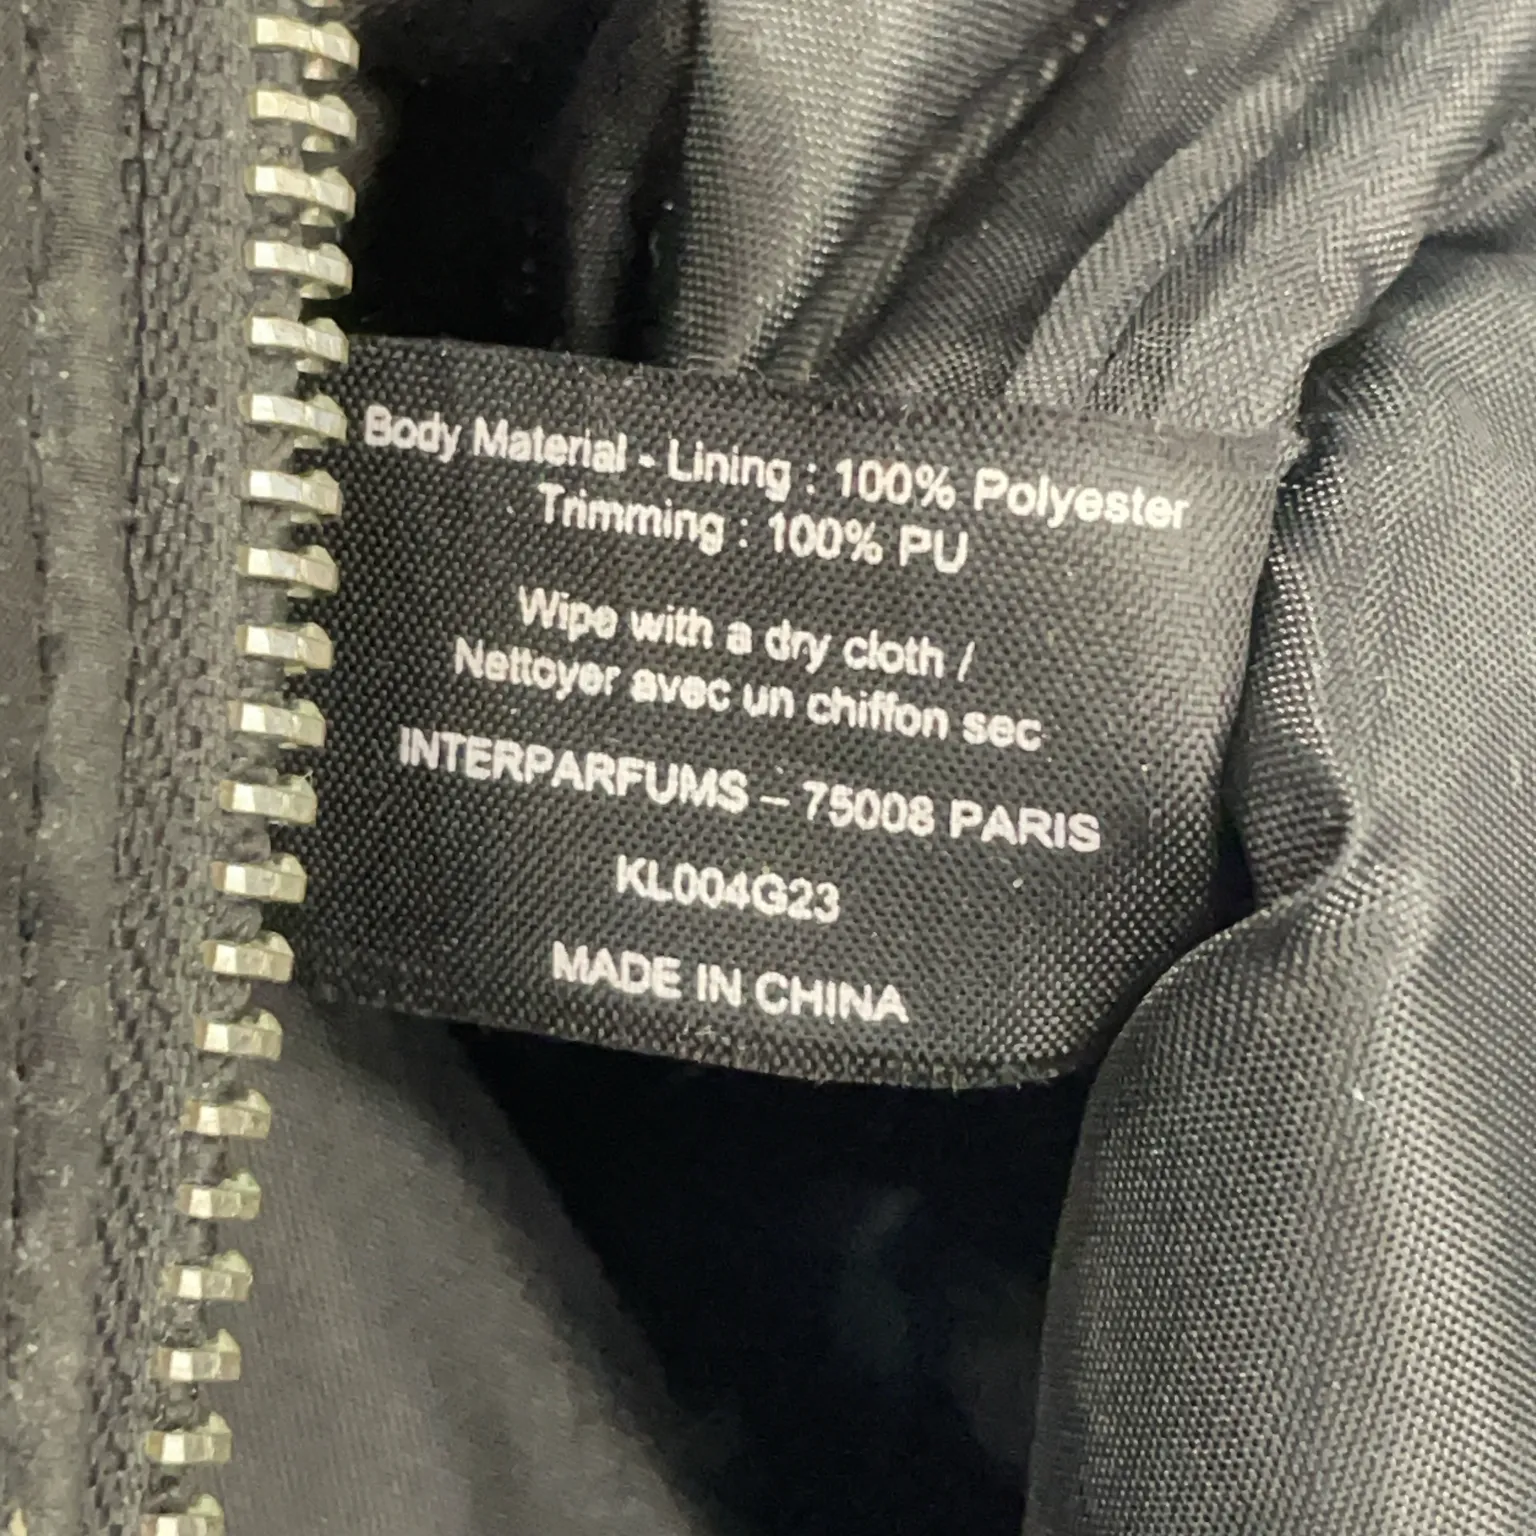 Body Material - Lining : 100% Polyester
Trimming : 100% PU
Wipe with a dry cloth /
Nettoyer avec un chiffon sec
INTERPARFUMS – 75008 PARIS
KL004G23
MADE IN CHINA